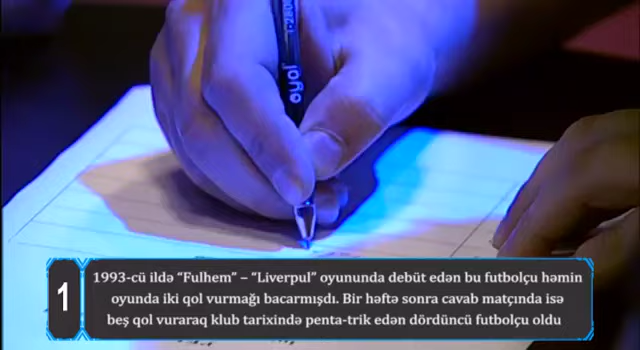 joyo
1
1993-cü ildə “Fulhem” – “Liverpul” oyununda debüt edən bu futbolçu həmin
oyunda iki qol vurmağı bacarmışdı. Bir həftə sonra cavab matçında isə
beş qol vuraraq klub tarixində penta-trik edən dördüncü futbolçu oldu